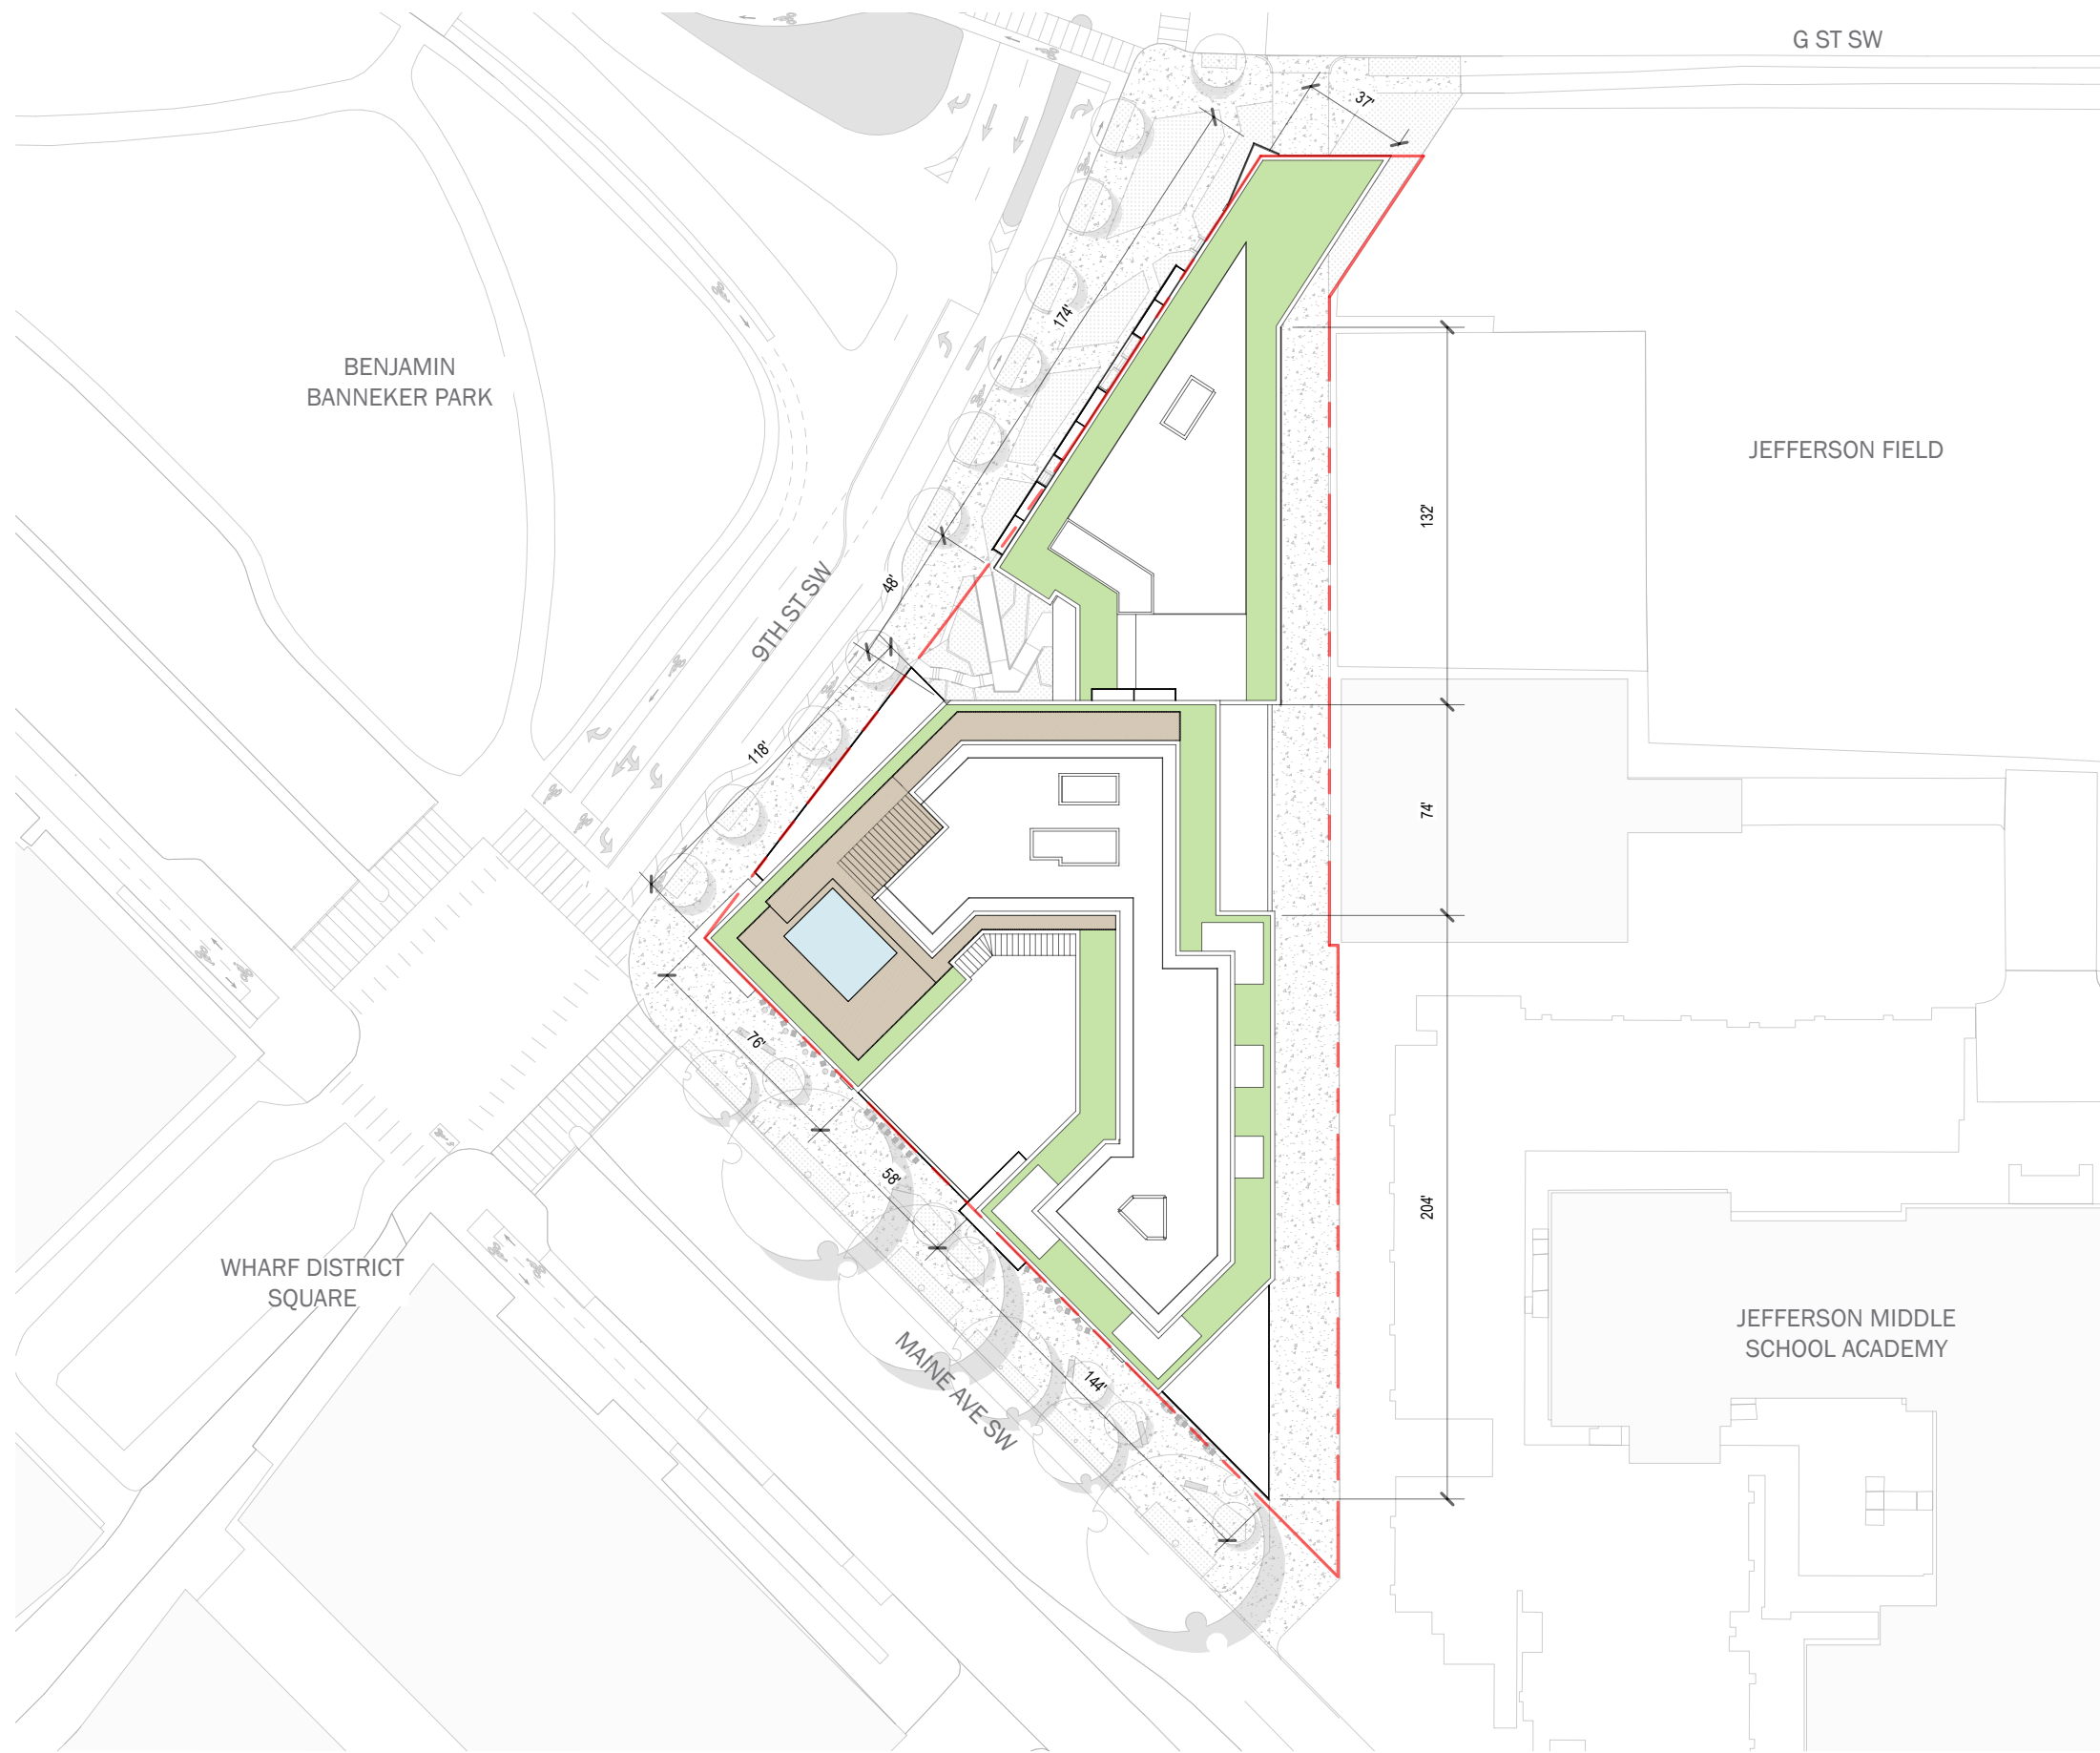 G ST SW
37'
BENJAMIN
BANNEKER PARK
174'
JEFFERSON FIELD
132'
9TH ST SW
48'
118'
74'
76'
58'
204'
WHARF DISTRICT
SQUARE
MAINE AVE SW
144'
JEFFERSON MIDDLE
SCHOOL ACADEMY